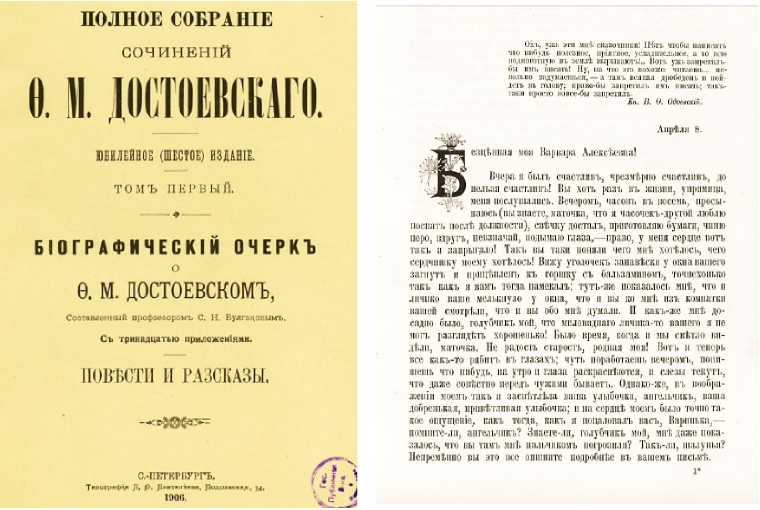 ПОЛНОЕ СОБРАНІЕ
СОЧИНЕНІЙ
Ѳ. М. ДОСТОЕВСКАГО.
ЮБИЛЕЙНОЕ (ШЕСТОЕ) ИЗДАНІЕ.
ТОМЪ ПЕРВЫЙ.
БІОГРАФИЧЕСКІЙ ОЧЕРКЪ
О
Ѳ. М. ДОСТОЕВСКОМЪ,
Составленный профессоромъ С. Н. Булгаковымъ.
Съ тринадцатью приложеніями.
ПОВѢСТИ И РАЗСКАЗЫ.
С.-ПЕТЕРБУРГЪ.
Типографія
1906.
Гос.
Публичная
Охъ, ужъ эти мнѣ сказочники! Нѣтъ чтобы написать
что нибудь полезное, пріятное, усладительное, а то всю
подноготную въ землѣ вырываютъ!.. Вотъ ужъ запретилъ-
бы имъ писать! Ну, на что это похоже: читаешь... не-
вольно задумаешься,—а тамъ всякая дребедень и пой-
детъ въ голову; право-бы запретилъ имъ писать; такъ-
таки просто вовсе-бы запретилъ.
Кн. В. Ѳ. Одоевскій.
Апрѣля 8.
Безцѣнная моя Варвара Алексѣевна!
Вчера я былъ счастливъ, чрезмѣрно счастливъ, до
нельзя счастливъ! Вы хоть разъ въ жизни, упрямица,
меня послушались. Вечеромъ, часовъ въ восемь, просы-
паюсь (вы знаете, маточка, что я часочекъ-другой люблю
поспать послѣ должности), свѣчку досталъ, приготовляю бумаги, чиню
перо, вдругъ, невзначай, подымаю глаза,—право, у меня сердце вотъ
такъ и запрыгало! Такъ вы таки поняли чего мнѣ хотѣлось, чего
сердчишку моему хотѣлось! Вижу уголочекъ занавѣски у окна вашего
загнутъ и прицѣпленъ къ горшку съ бальзаминомъ, точнехонько
такъ какъ я вамъ тогда намекалъ; тутъ-же показалось мнѣ, что и
личико ваше мелькнуло у окна, что и вы ко мнѣ изъ комнатки
вашей смотрѣли, что и вы обо мнѣ думали. И какъ-же мнѣ до-
садно было, голубчикъ мой, что миловиднаго личика-то вашего я не
могъ разглядѣть хорошенько! Было время, когда и мы свѣтло ви-
дѣли, маточка. Не радость старость, родная моя! Вотъ и теперь
все какъ-то рябитъ въ глазахъ; чуть поработаешь вечеромъ, попи-
шешь что нибудь, на утро и глаза раскраснѣются, и слезы текутъ,
что даже совѣстно передъ чужими бываетъ. Однако-же, въ вообра-
женіи моемъ такъ и засвѣтлѣла ваша улыбочка, ангельчикъ, ваша
добренькая, привѣтливая улыбочка; и на сердцѣ моемъ было точно та-
кое ощущеніе, какъ тогда, какъ я поцаловалъ васъ, Варинька,—
помните-ли, ангельчикъ? Знаете-ли, голубчикъ мой, мнѣ даже пока-
залось, что вы тамъ мнѣ пальчикомъ погрозили? Такъ-ли, шалунья?
Непремѣнно вы это все опишите подробнѣе въ вашемъ письмѣ.
1*